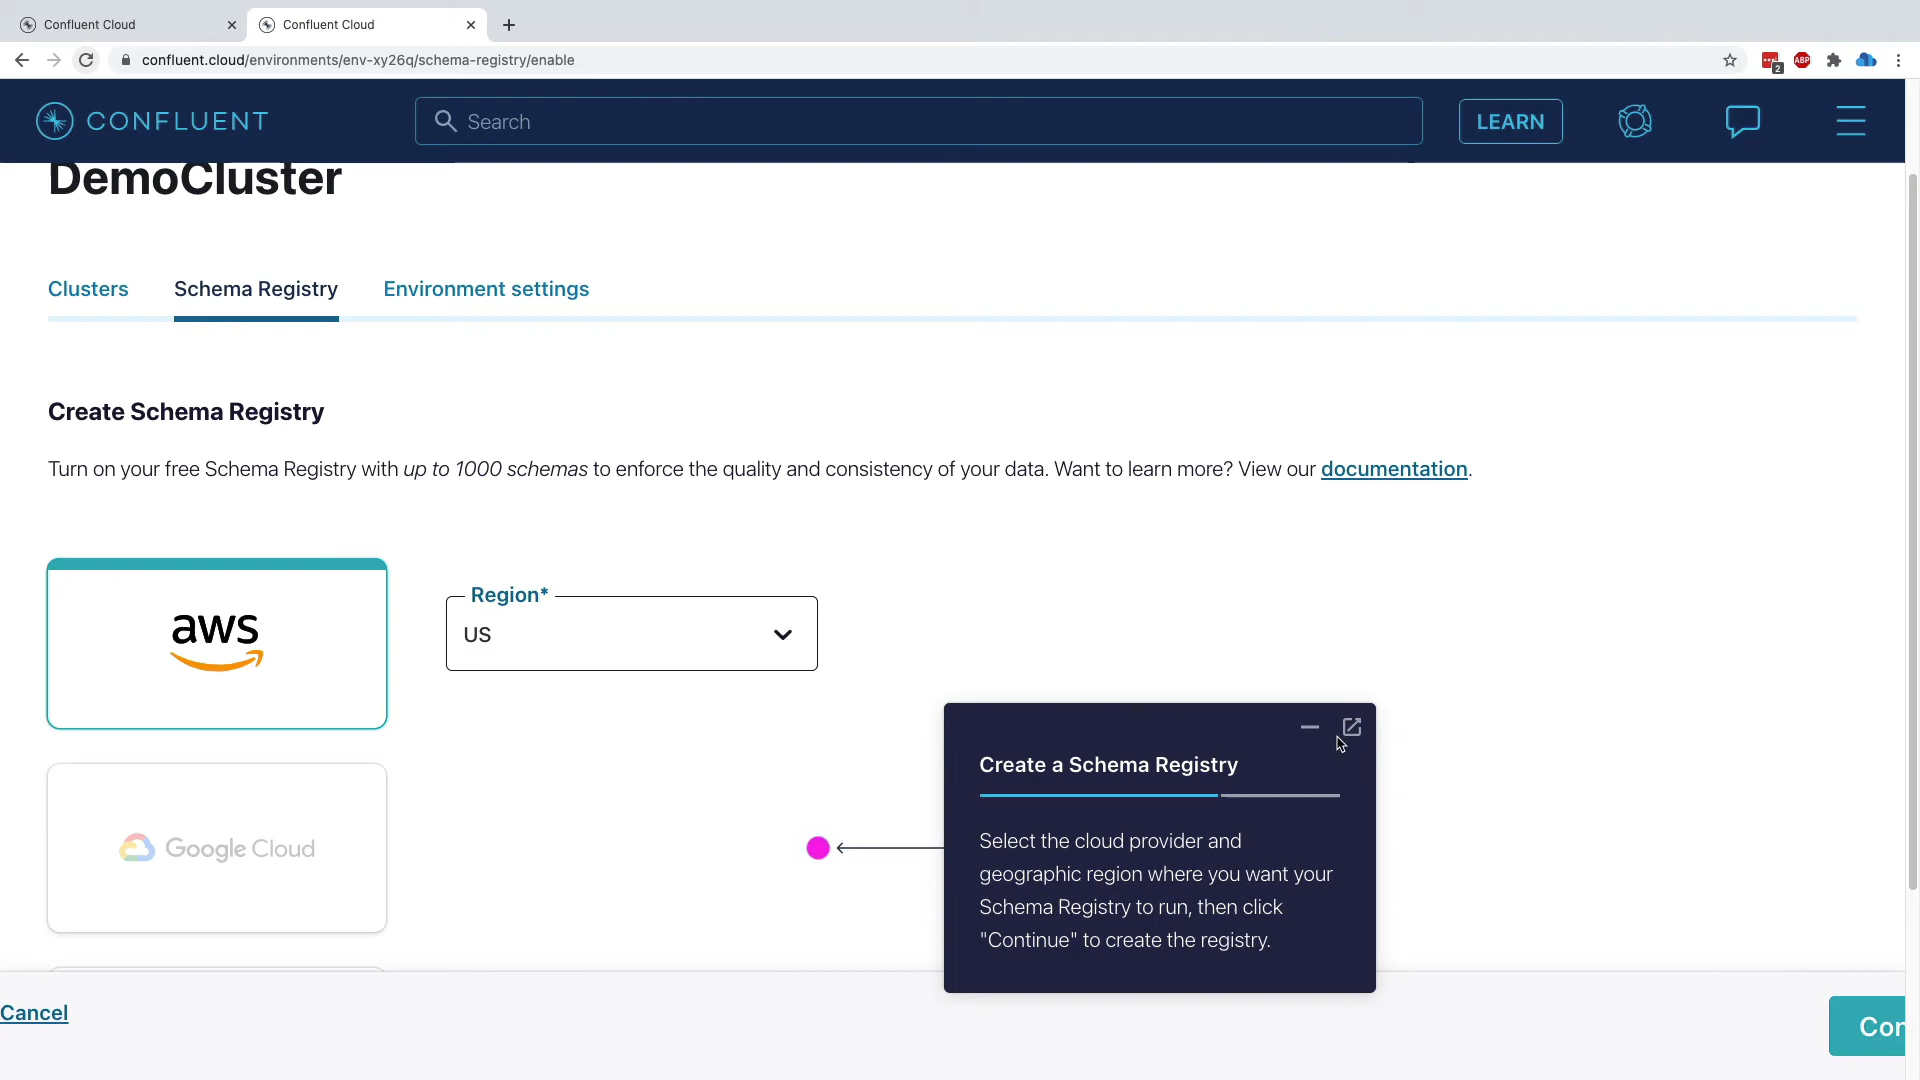 Confluent Cloud
Confluent Cloud
confluent.cloud/environments/env-xy26q/schema-registry/enable
2
ABP
CONFLUENT
Search
LEARN
DemoCluster
Clusters
Schema Registry
Environment settings
Create Schema Registry
Turn on your free Schema Registry with up to 1000 schemas to enforce the quality and consistency of your data. Want to learn more? View our documentation.
aws
Region*
US
Create a Schema Registry
Google Cloud
Select the cloud provider and
geographic region where you want your
Schema Registry to run, then click
"Continue" to create the registry.
Cancel
Con